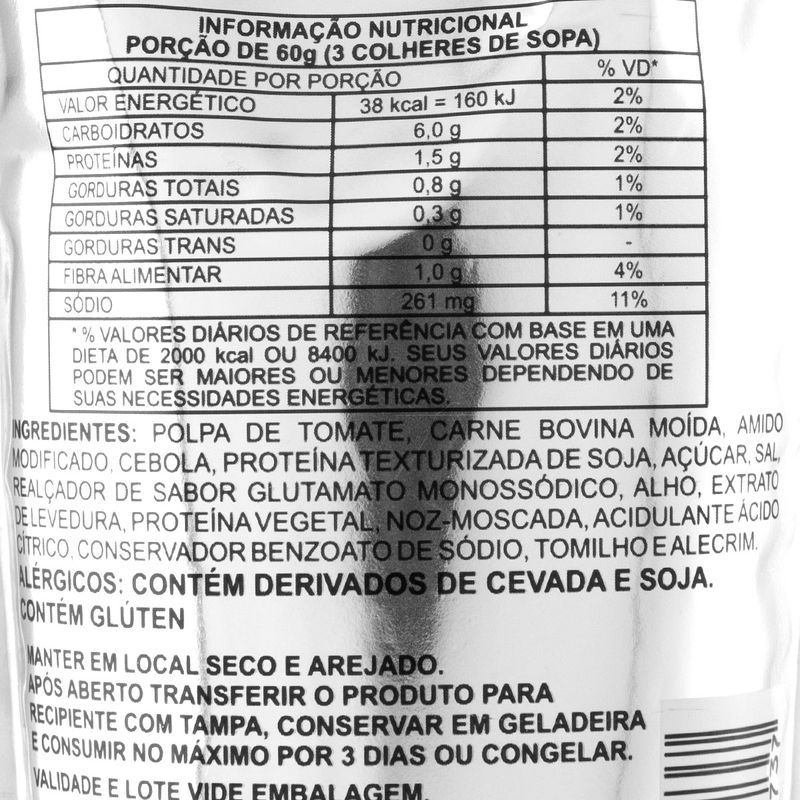 INFORMAÇÃO NUTRICIONAL
PORÇÃO DE 60g (3 COLHERES DE SOPA)
QUANTIDADE POR PORÇÃO % VD*
VALOR ENERGÉTICO 38 kcal = 160 kJ 2%
CARBOIDRATOS 6,0 g 2%
PROTEÍNAS 1,5 g 2%
GORDURAS TOTAIS 0,8 g 1%
GORDURAS SATURADAS 0,3 g 1%
GORDURAS TRANS 0 g -
FIBRA ALIMENTAR 1,0 g 4%
SÓDIO 261 mg 11%
* % VALORES DIÁRIOS DE REFERÊNCIA COM BASE EM UMA
DIETA DE 2000 kcal OU 8400 kJ. SEUS VALORES DIÁRIOS
PODEM SER MAIORES OU MENORES DEPENDENDO DE
SUAS NECESSIDADES ENERGÉTICAS.
INGREDIENTES: POLPA DE TOMATE, CARNE BOVINA MOÍDA, AMIDO
MODIFICADO, CEBOLA, PROTEÍNA TEXTURIZADA DE SOJA, AÇÚCAR, SAL,
REALÇADOR DE SABOR GLUTAMATO MONOSSÓDICO, ALHO, EXTRATO
DE LEVEDURA, PROTEÍNA VEGETAL, NOZ-MOSCADA, ACIDULANTE ÁCIDO
CÍTRICO, CONSERVADOR BENZOATO DE SÓDIO, TOMILHO E ALECRIM.
ALÉRGICOS: CONTÉM DERIVADOS DE CEVADA E SOJA.
CONTÉM GLÚTEN
MANTER EM LOCAL SECO E AREJADO.
APÓS ABERTO TRANSFERIR O PRODUTO PARA
RECIPIENTE COM TAMPA, CONSERVAR EM GELADEIRA
E CONSUMIR NO MÁXIMO POR 3 DIAS OU CONGELAR.
VALIDADE E LOTE VIDE EMBALAGEM.
737